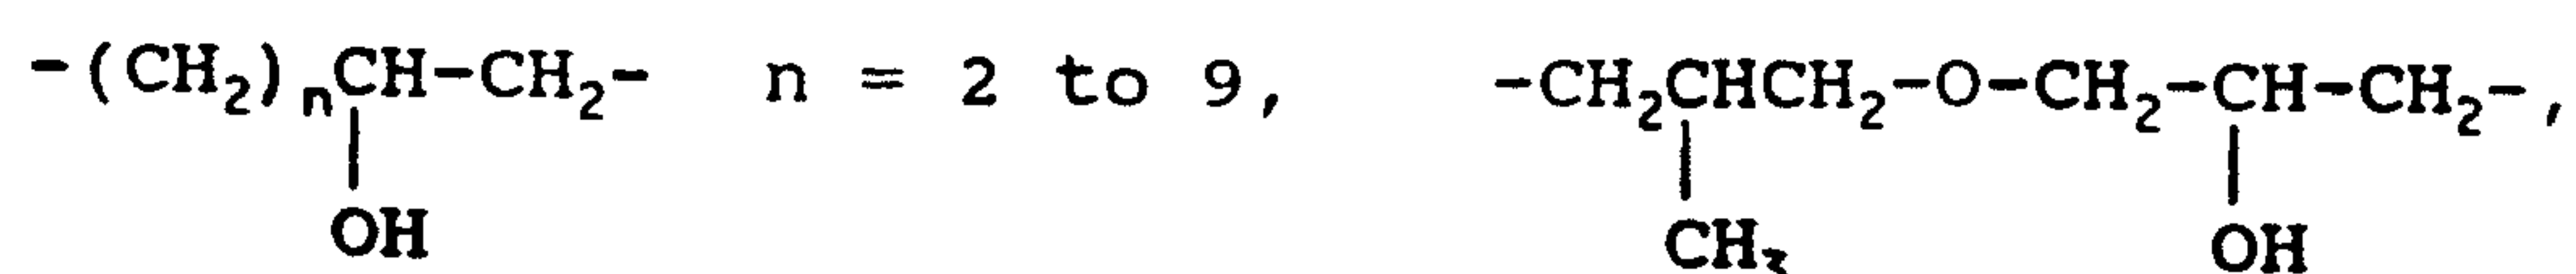 -(CH₂)ₙCH-CH₂- n = 2 to 9, -CH₂CHCH₂-O-CH₂-CH-CH₂-,
OH CH₃ OH